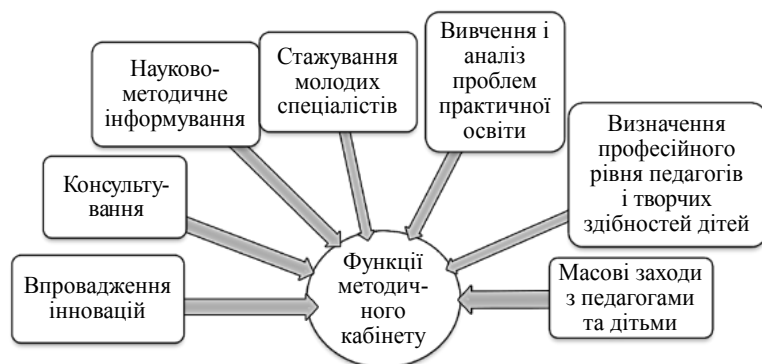 Впровадження
інновацій
Консульту-
вання
Науково-
методичне
інформування
Стажування
молодих
спеціалістів
Вивчення і
аналіз
проблем
практичної
освіти
Визначення
професійного
рівня педагогів
і творчих
здібностей дітей
Масові заходи
з педагогами
та дітьми
Функції
методич-
ного
кабінету